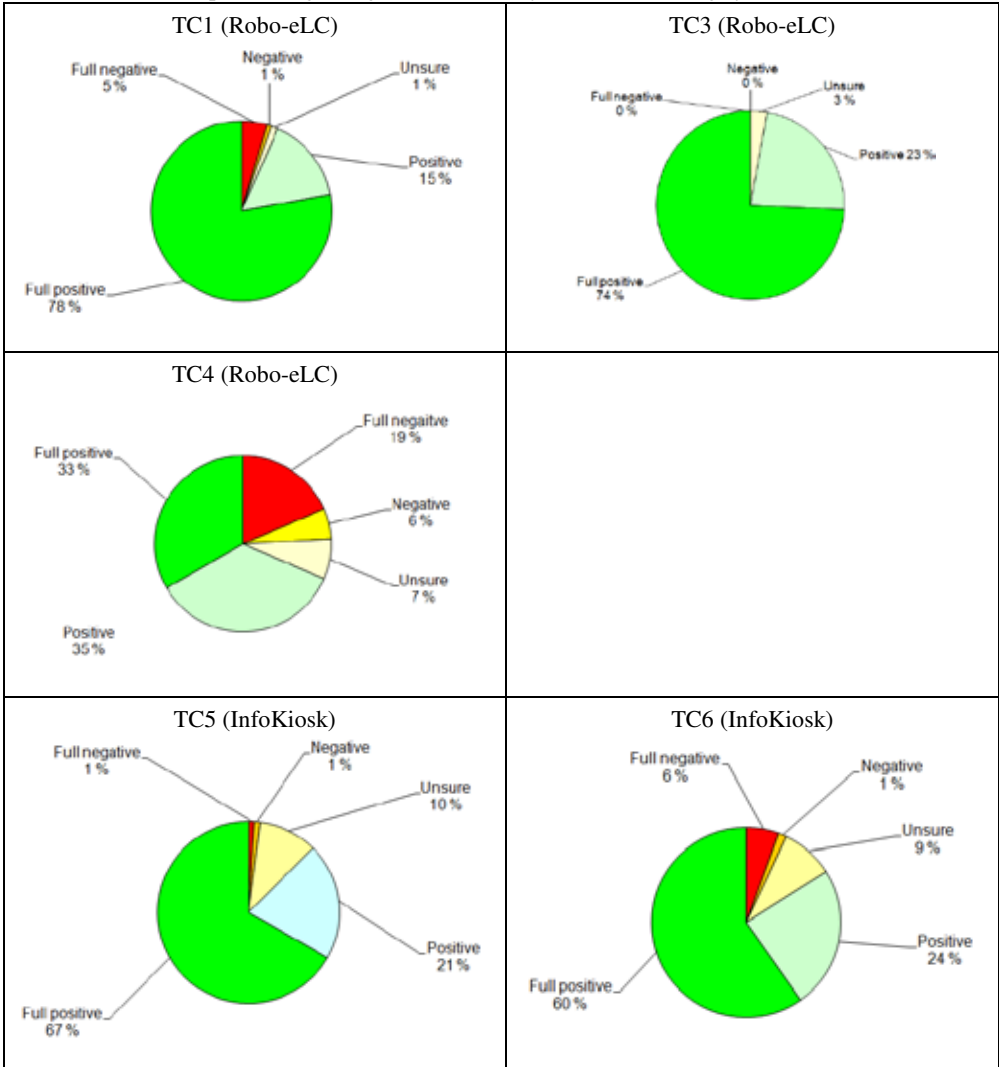 TC1 (Robo-eLC)
Full negative
5 %
Negative
1 %
Unsure
1 %
Positive
15 %
Full positive
78 %
TC3 (Robo-eLC)
Negative
0 %
Full negative
0 %
Unsure
3 %
Positive 23 %
Full positive
74 %
TC4 (Robo-eLC)
Full negaitve
19 %
Full positive
33 %
Negative
6 %
Unsure
7 %
Positive
35 %
TC5 (InfoKiosk)
Full negative
1 %
Negative
1 %
Unsure
10 %
Positive
21 %
Full positive
67 %
TC6 (InfoKiosk)
Full negative
6 %
Negative
1 %
Unsure
9 %
Positive
24 %
Full positive
60 %